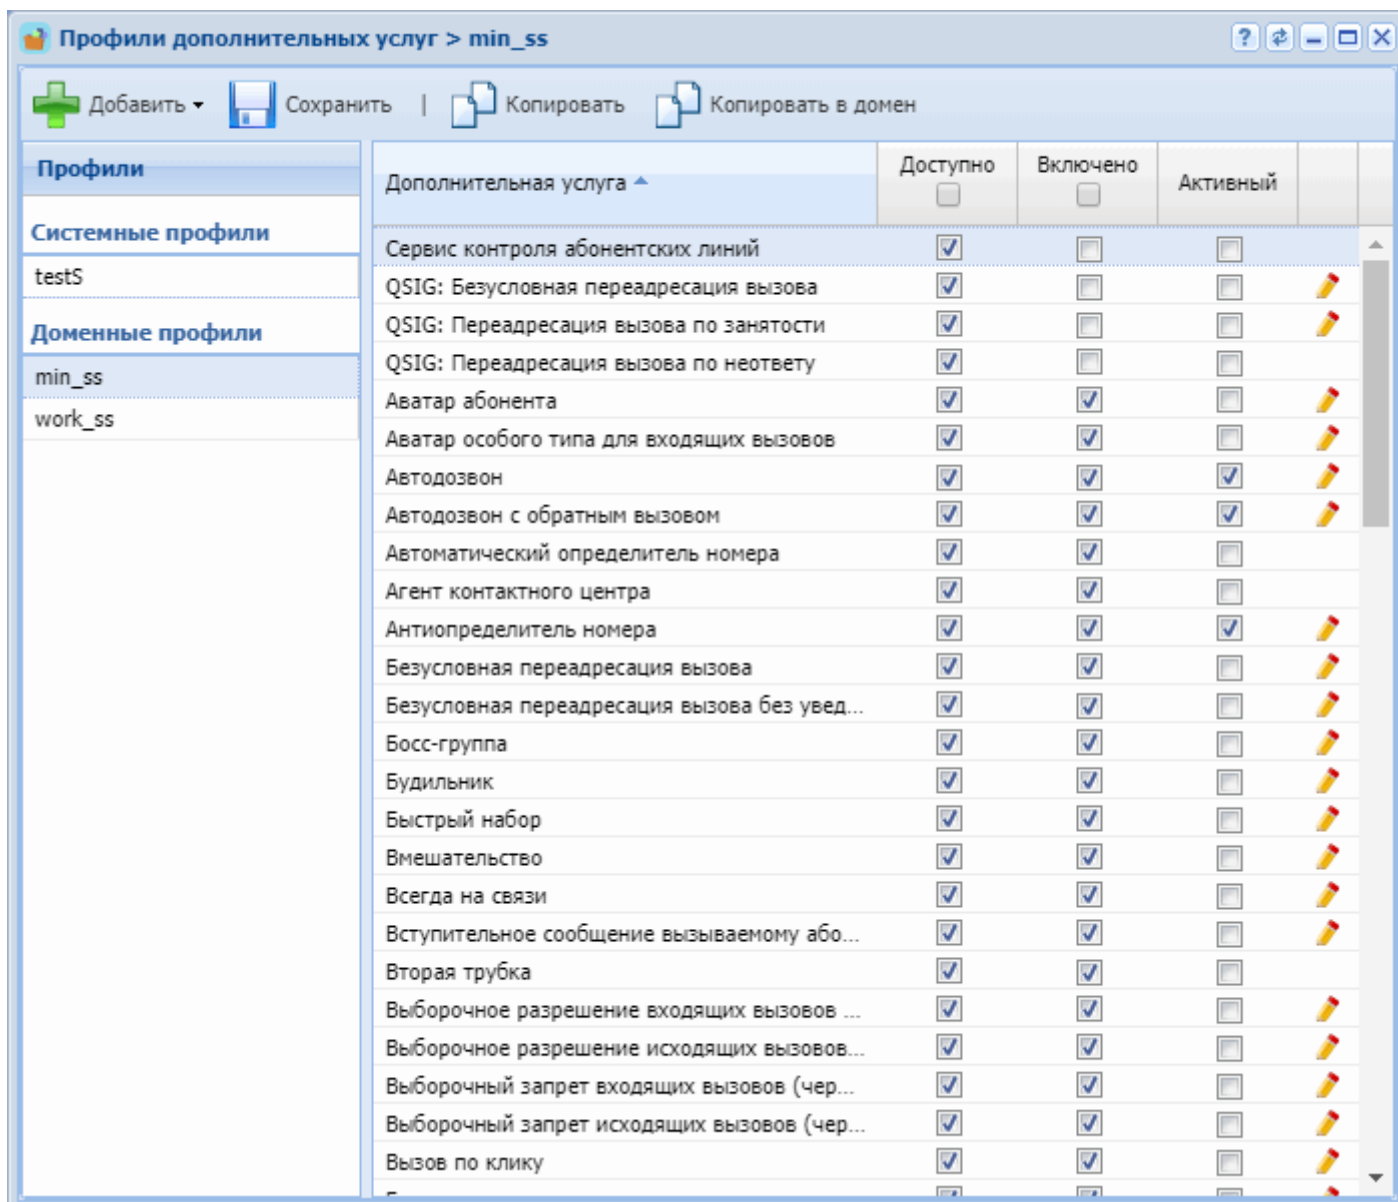 Профили дополнительных услуг > min_ss
Добавить
Сохранить
|
Копировать
Копировать в домен
Профили
Системные профили
testS
Доменные профили
min_ss
work_ss
Дополнительная услуга Доступно Включено Активный
Сервис контроля абонентских линий
QSIG: Безусловная переадресация вызова
QSIG: Переадресация вызова по занятости
QSIG: Переадресация вызова по неответу
Аватар абонента
Аватар особого типа для входящих вызовов
Автодозвон
Автодозвон с обратным вызовом
Автоматический определитель номера
Агент контактного центра
Антиопределитель номера
Безусловная переадресация вызова
Безусловная переадресация вызова без увед...
Босс-группа
Будильник
Быстрый набор
Вмешательство
Всегда на связи
Вступительное сообщение вызываемому або...
Вторая трубка
Выборочное разрешение входящих вызовов ...
Выборочное разрешение исходящих вызовов...
Выборочный запрет входящих вызовов (чер...
Выборочный запрет исходящих вызовов (чер...
Вызов по клику